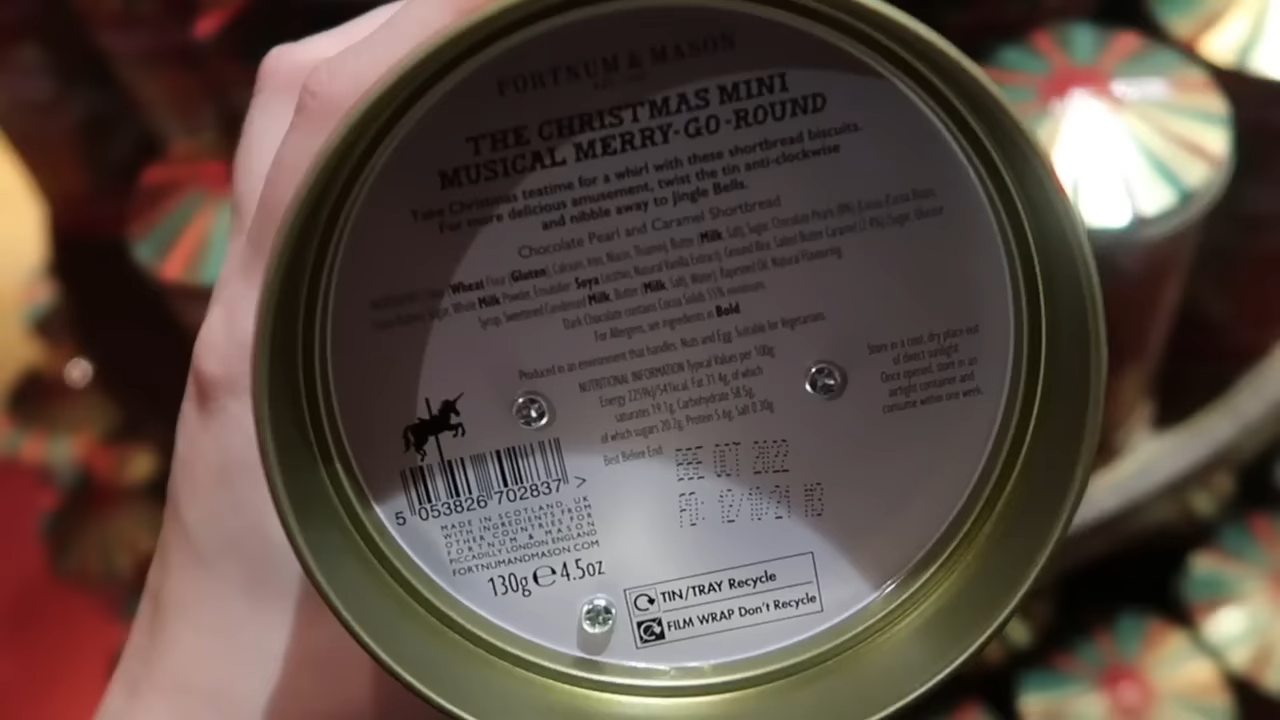 FORTNUM & MASON
THE CHRISTMAS MINI
MUSICAL MERRY-GO-ROUND
Take Christmas teatime for a whirl with these shortbread biscuits.
For more delicious amusement, twist the tin anti-clockwise
and nibble away to Jingle Bells.
Chocolate Pearl and Caramel Shortbread
Wheat Flour (Gluten), Calcium, Iron, Niacin, Thiamin), Butter (Milk, Salt), Sugar, Chocolate Pearls (8%) (Cocoa Mass,
Sugar, Whole Milk Powder, Emulsifier: Soya Lecithin, Natural Vanilla Extract), Ground Rice, Salted Butter Caramel (Sugar, Glucose
Syrup, Sweetened Condensed Milk, Butter (Milk, Salt), Water), Rapeseed Oil, Natural Flavouring.
Dark Chocolate contains Cocoa Solids 55% minimum.
For Allergens, see ingredients in Bold.
Produced in an environment that handles: Nuts and Egg. Suitable for Vegetarians.
NUTRITIONAL INFORMATION Typical Values per 100g
Energy 2259kJ/541kcal, Fat 31.4g, of which
saturates 19.1g, Carbohydrate 58.5g,
of which sugars 20.2g, Protein 5.6g, Salt 0.30g
Store in a cool, dry place out
of direct sunlight.
Once opened, store in an
airtight container and
consume within one week.
Best Before End:
BBE OCT 2022
PD: 12/10/21
5 053826 702837 >
MADE IN SCOTLAND, UK
WITH INGREDIENTS FROM
OTHER COUNTRIES FOR
FORTNUM & MASON
PICCADILLY LONDON ENGLAND
FORTNUMANDMASON.COM
130g e 4.5oz
TIN/TRAY Recycle
FILM WRAP Don't Recycle